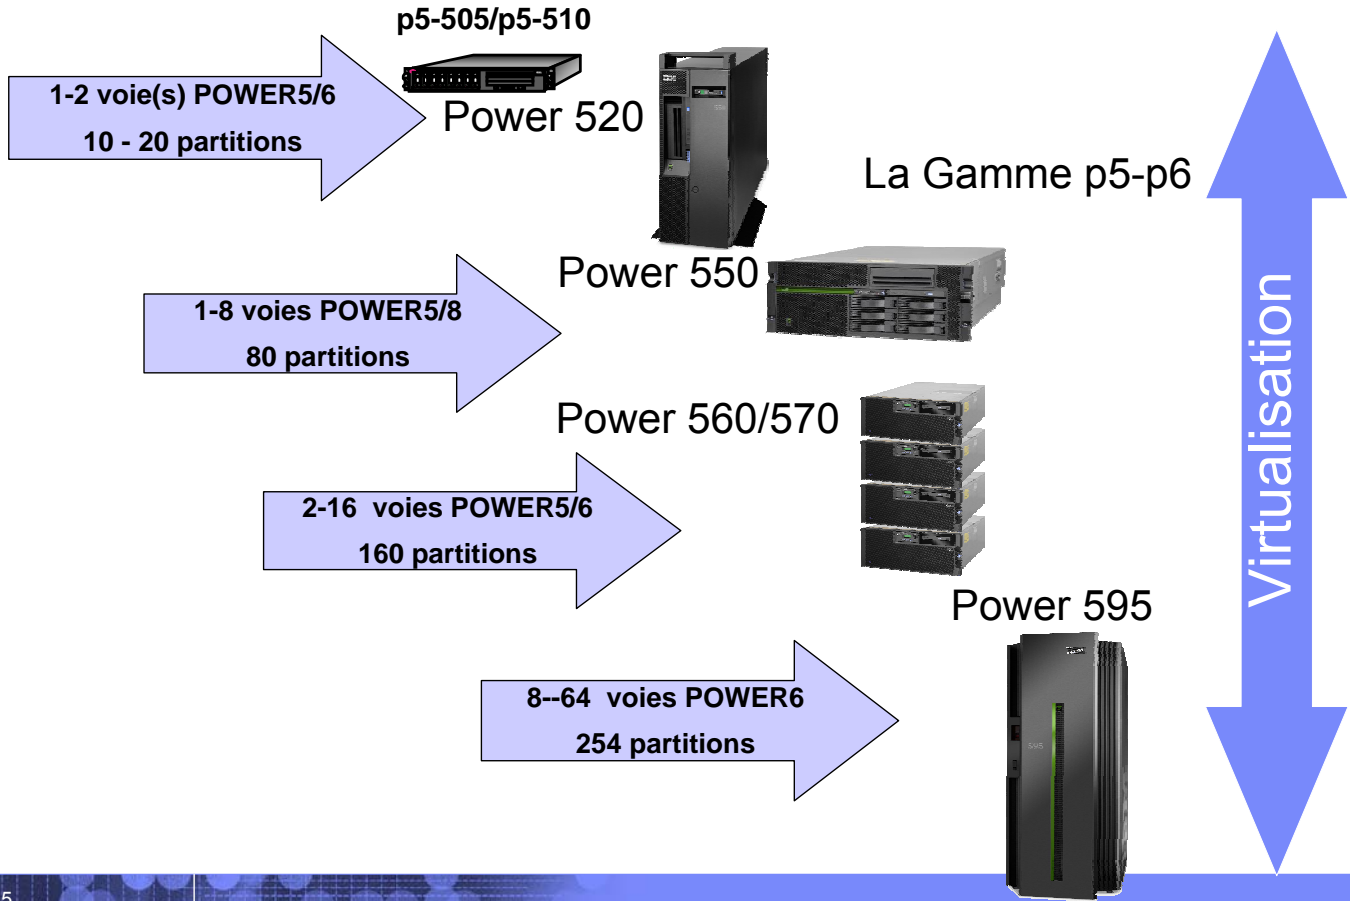 p5-505/p5-510
1-2 voie(s) POWER5/6
10 - 20 partitions
Power 520
La Gamme p5-p6
Power 550
1-8 voies POWER5/8
80 partitions
Virtualisation
Power 560/570
2-16 voies POWER5/6
160 partitions
Power 595
8--64 voies POWER6
254 partitions
5